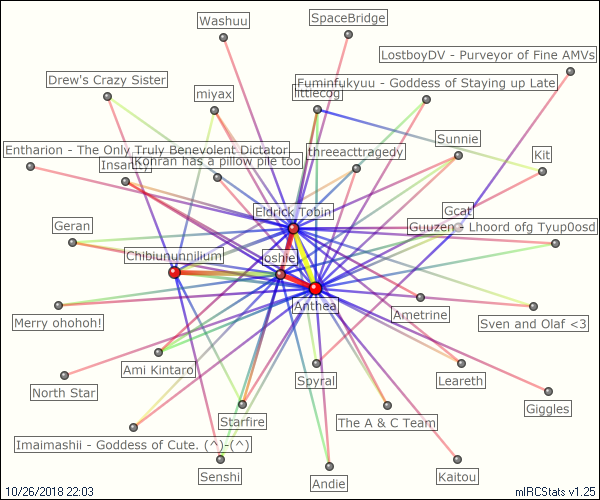 Washuu
SpaceBridge
LostboyDV - Purveyor of Fine AMVs
Drew's Crazy Sister
miyax
Fuminfukyuu - Goddess of Staying up Late
littlecog
Sunnie
Entharion - The Only Truly Benevolent Dictator
threeacttragedy
Kit
Insanity
Konran has a pillow pile too
Eldrick Tobin
Gcat
Geran
Guuzen - Lhoord ofg Tyup0osd
Chibiununnilium
oshie
Anthea
Ametrine
Merry ohohoh!
Sven and Olaf <3
Ami Kintaro
Spyral
Leareth
North Star
Giggles
Starfire
The A & C Team
Imaimashii - Goddess of Cute. (^)-(^)
Senshi
Andie
Kaitou
10/26/2018 22:03
mIRCStats v1.25